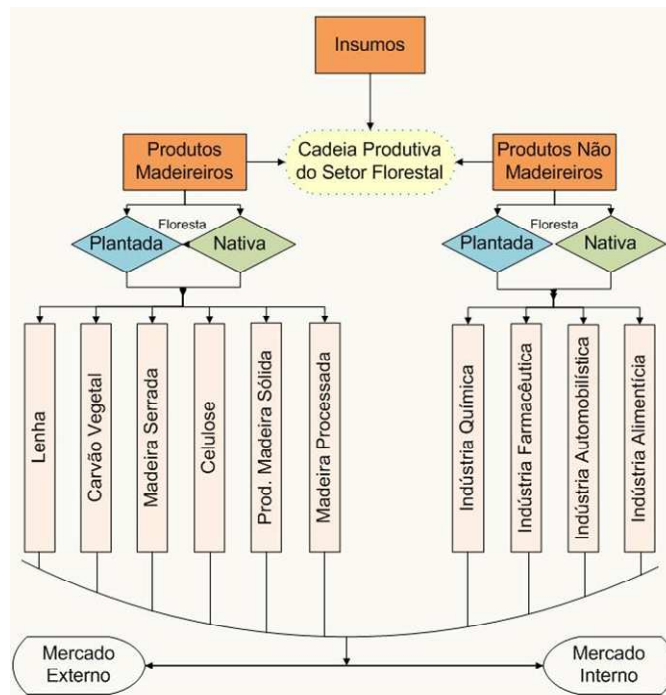 Insumos
Produtos
Madeireiros
Cadeia Produtiva
do Setor Florestal
Produtos Não
Madeireiros
Floresta
Plantada
Nativa
Floresta
Plantada
Nativa
Lenha
Carvão Vegetal
Madeira Serrada
Celulose
Prod. Madeira Sólida
Madeira Processada
Indústria Química
Indústria Farmacêutica
Indústria Automobilística
Indústria Alimentícia
Mercado
Externo
Mercado
Interno